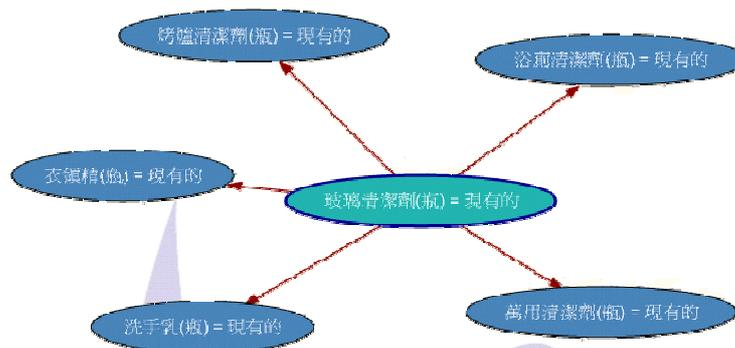 烤爐清潔劑(瓶) = 現有的
浴廁清潔劑(瓶) = 現有的
衣領精(瓶) = 現有的
玻璃清潔劑(瓶) = 現有的
洗手乳(瓶) = 現有的
萬用清潔劑(瓶) = 現有的